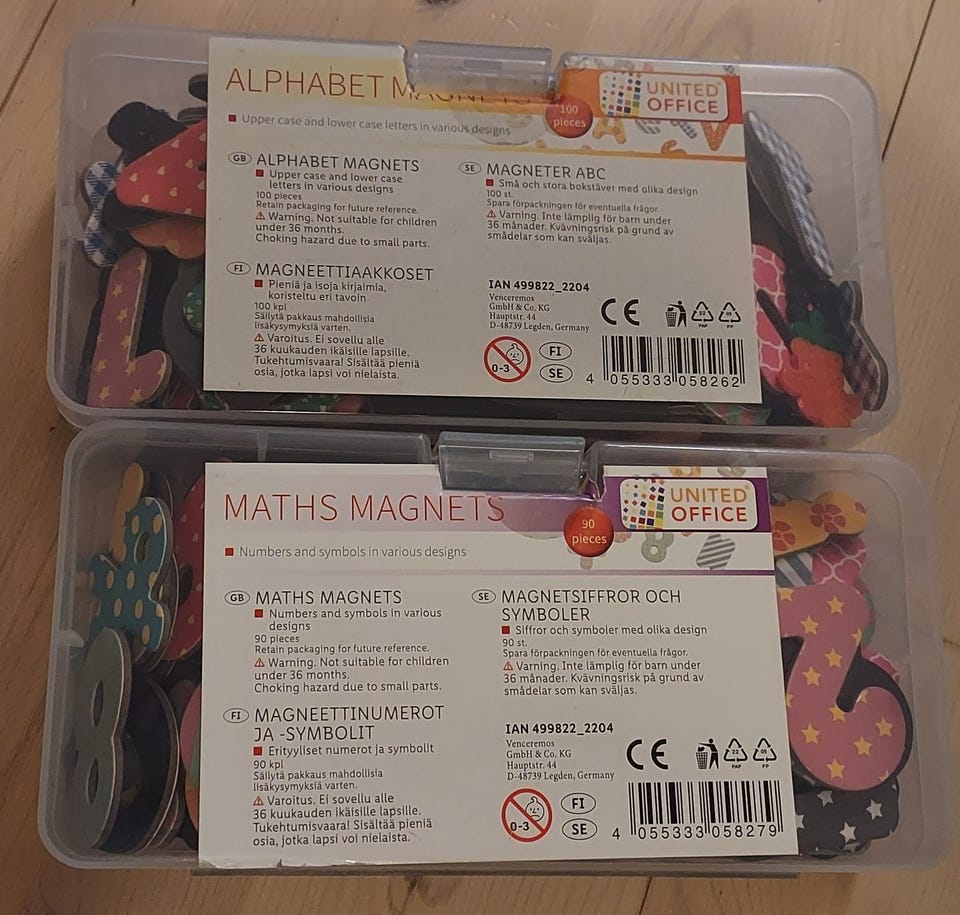 ALPHABET MAGNETS
100
pieces
UNITED
OFFICE
Upper case and lower case letters in various designs
GB ALPHABET MAGNETS
Upper case and lower case
letters in various designs
100 pieces
Retain packaging for future reference.
Warning. Not suitable for children
under 36 months.
Choking hazard due to small parts.
FI MAGNEETTIAAKKOSET
Pieniä ja isoja kirjaimia,
koristeltu eri tavoin
100 kpl
Säilytä pakkaus mahdollisia
lisäkysymyksiä varten.
Varoitus. Ei sovellu alle
36 kuukauden ikäisille lapsille.
Tukehtumisvaara! Sisältää pieniä
osia, jotka lapsi voi nielaista.
SE MAGNETER ABC
Små och stora bokstäver med olika design
100 st.
Spara förpackningen för eventuella frågor.
Varning. Inte lämplig för barn under
36 månader. Kvävningsrisk på grund av
smådelar som kan sväljas.
IAN 499822_2204
Venceremos
GmbH & Co. KG
Hauptstr. 44
D-48739 Legden, Germany
CE
22
PAP
05
PP
0-3
FI
SE
4 055333 058262
MATHS MAGNETS
90
pieces
UNITED
OFFICE
Numbers and symbols in various designs
GB MATHS MAGNETS
Numbers and symbols in various
designs
90 pieces
Retain packaging for future reference.
Warning. Not suitable for children
under 36 months.
Choking hazard due to small parts.
FI MAGNEETTINUMEROT
JA -SYMBOLIT
Erityyliset numerot ja symbolit
90 kpl
Säilytä pakkaus mahdollisia
lisäkysymyksiä varten.
Varoitus. Ei sovellu alle
36 kuukauden ikäisille lapsille.
Tukehtumisvaara! Sisältää pieniä
osia, jotka lapsi voi nielaista.
SE MAGNETSIFFROR OCH
SYMBOLER
Siffror och symboler med olika design
90 st.
Spara förpackningen för eventuella frågor.
Varning. Inte lämplig för barn under
36 månader. Kvävningsrisk på grund av
smådelar som kan sväljas.
IAN 499822_2204
Venceremos
GmbH & Co. KG
Hauptstr. 44
D-48739 Legden, Germany
CE
22
PAP
05
PP
0-3
FI
SE
4 055333 058279